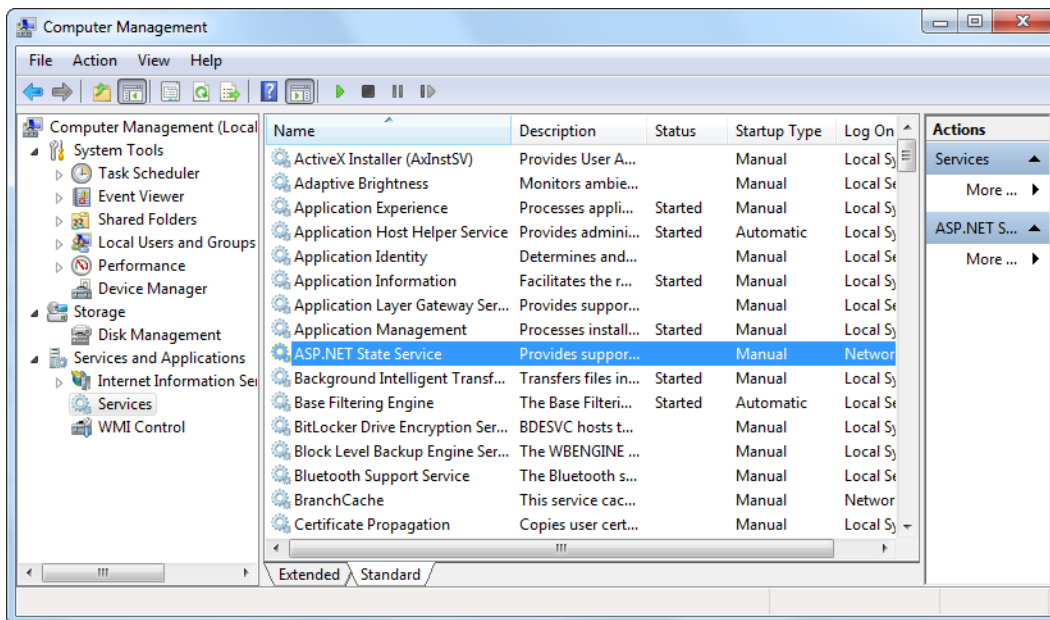 Computer Management
File Action View Help
Computer Management (Local
System Tools
Task Scheduler
Event Viewer
Shared Folders
Local Users and Groups
Performance
Device Manager
Storage
Disk Management
Services and Applications
Internet Information Ser
Services
WMI Control
Name Description Status Startup Type Log On
ActiveX Installer (AxInstSV) Provides User A... Manual Local Sy
Adaptive Brightness Monitors ambie... Manual Local Se
Application Experience Processes appli... Started Manual Local Sy
Application Host Helper Service Provides admini... Started Automatic Local Sy
Application Identity Determines and... Manual Local Se
Application Information Facilitates the r... Started Manual Local Sy
Application Layer Gateway Ser... Provides suppor... Manual Local Se
Application Management Processes install... Started Manual Local Sy
ASP.NET State Service Provides suppor... Manual Networ
Background Intelligent Transf... Transfers files in... Started Manual Local Sy
Base Filtering Engine The Base Filteri... Started Automatic Local Se
BitLocker Drive Encryption Ser... BDESVC hosts t... Manual Local Sy
Block Level Backup Engine Ser... The WBENGINE ... Manual Local Sy
Bluetooth Support Service The Bluetooth s... Manual Local Se
BranchCache This service cac... Manual Networ
Certificate Propagation Copies user cert... Manual Local Sy
Extended Standard
Actions
Services
More ...
ASP.NET S...
More ...